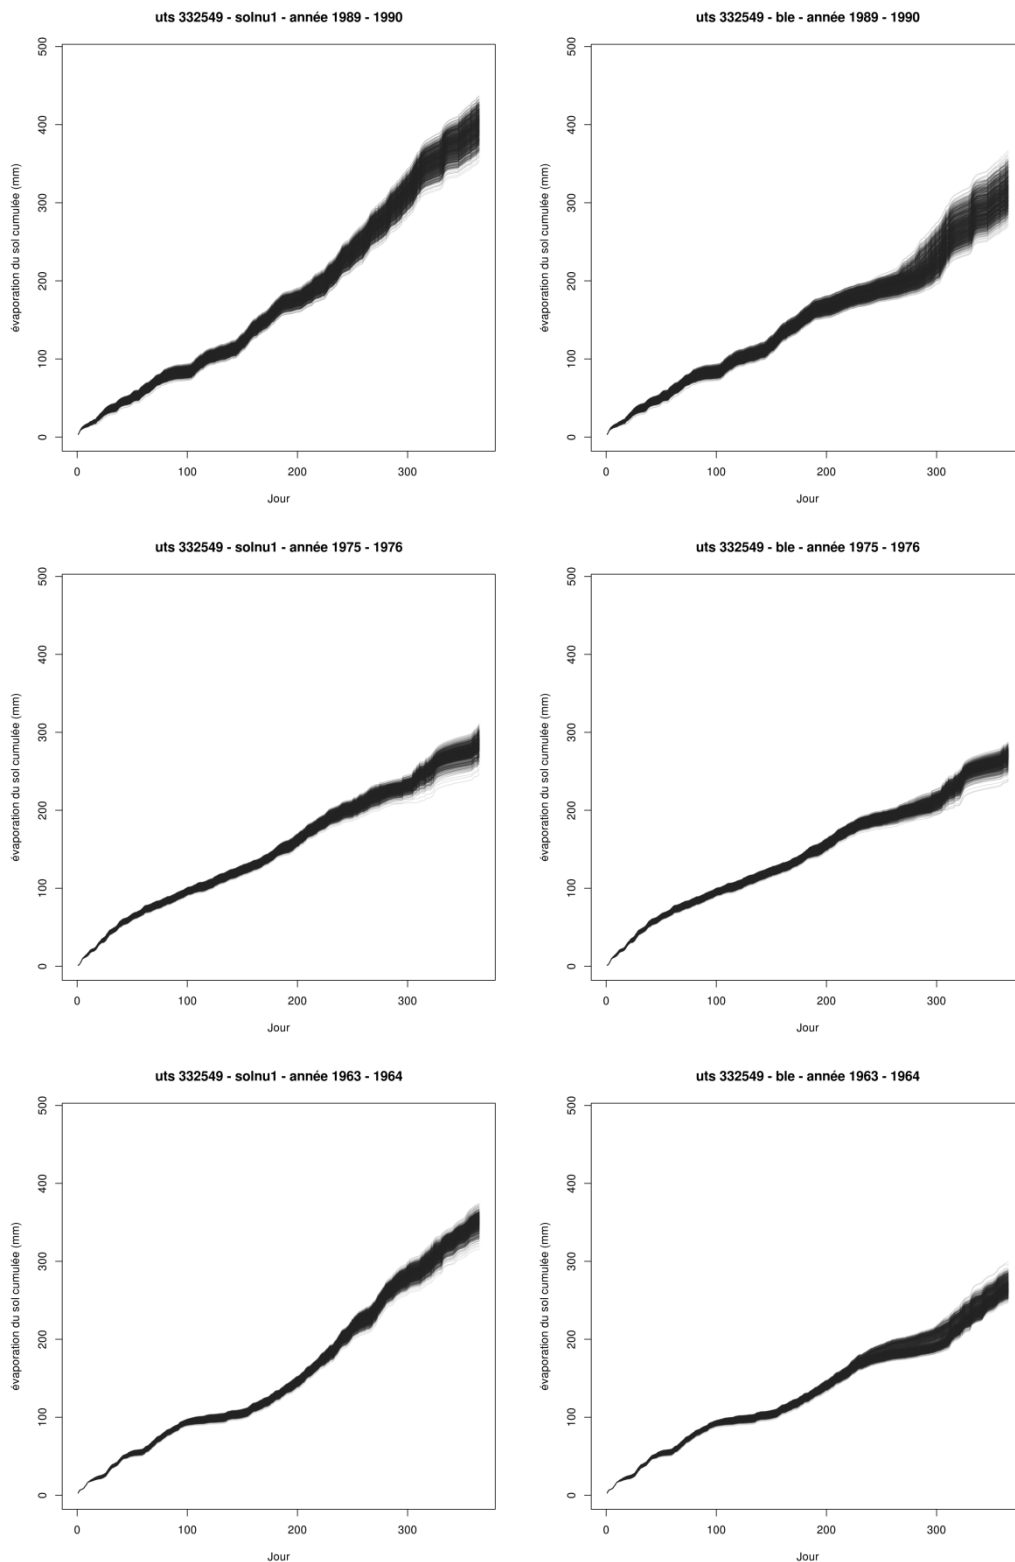 uts 332549 - solnu1 - année 1989 - 1990
évaporation du sol cumulée (mm)
500
400
300
200
100
0
0 100 200 300
Jour
uts 332549 - ble - année 1989 - 1990
évaporation du sol cumulée (mm)
500
400
300
200
100
0
0 100 200 300
Jour
uts 332549 - solnu1 - année 1975 - 1976
évaporation du sol cumulée (mm)
500
400
300
200
100
0
0 100 200 300
Jour
uts 332549 - ble - année 1975 - 1976
évaporation du sol cumulée (mm)
500
400
300
200
100
0
0 100 200 300
Jour
uts 332549 - solnu1 - année 1963 - 1964
évaporation du sol cumulée (mm)
500
400
300
200
100
0
0 100 200 300
Jour
uts 332549 - ble - année 1963 - 1964
évaporation du sol cumulée (mm)
500
400
300
200
100
0
0 100 200 300
Jour